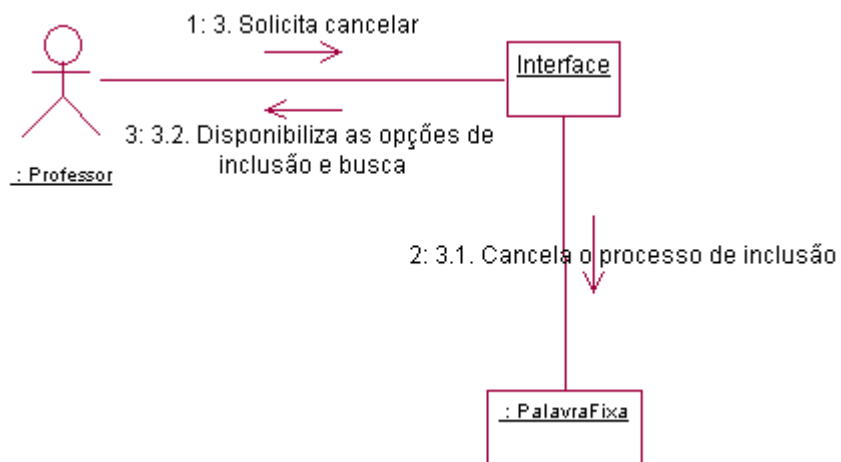 1: 3. Solicita cancelar
Interface
3: 3.2. Disponibiliza as opções de
inclusão e busca
: Professor
2: 3.1. Cancela o processo de inclusão
: PalavraFixa